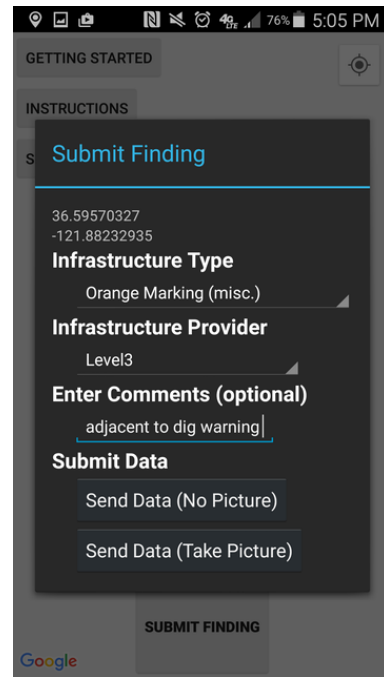 4G LTE 76% 5:05 PM
GETTING STARTED
INSTRUCTIONS
S
Submit Finding
36.59570327
-121.88232935
Infrastructure Type
Orange Marking (misc.)
Infrastructure Provider
Level3
Enter Comments (optional)
adjacent to dig warning
Submit Data
Send Data (No Picture)
Send Data (Take Picture)
SUBMIT FINDING
Google